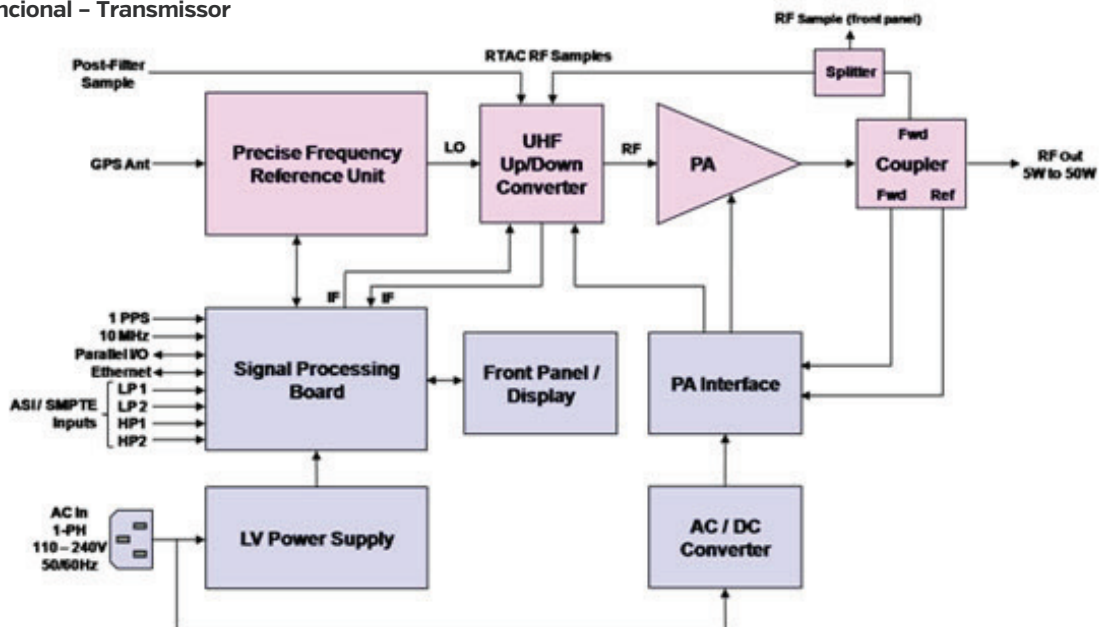 ncional – Transmissor
RF Sample (front panel)
Post-Filter
Sample
RTAC RF Samples
Splitter
GPS Ant
Precise Frequency
Reference Unit
LO
UHF
Up/Down
Converter
RF
PA
Fwd
Coupler
Fwd Ref
RF Out
5W to 50W
IF IF
1 PPS
10 MHz
Parallel I/O
Ethernet
ASI / SMPTE
Inputs
LP 1
LP 2
HP1
HP2
Signal Processing
Board
Front Panel /
Display
PA Interface
AC In
1-PH
110 – 240V
50/60Hz
LV Power Supply
AC / DC
Converter